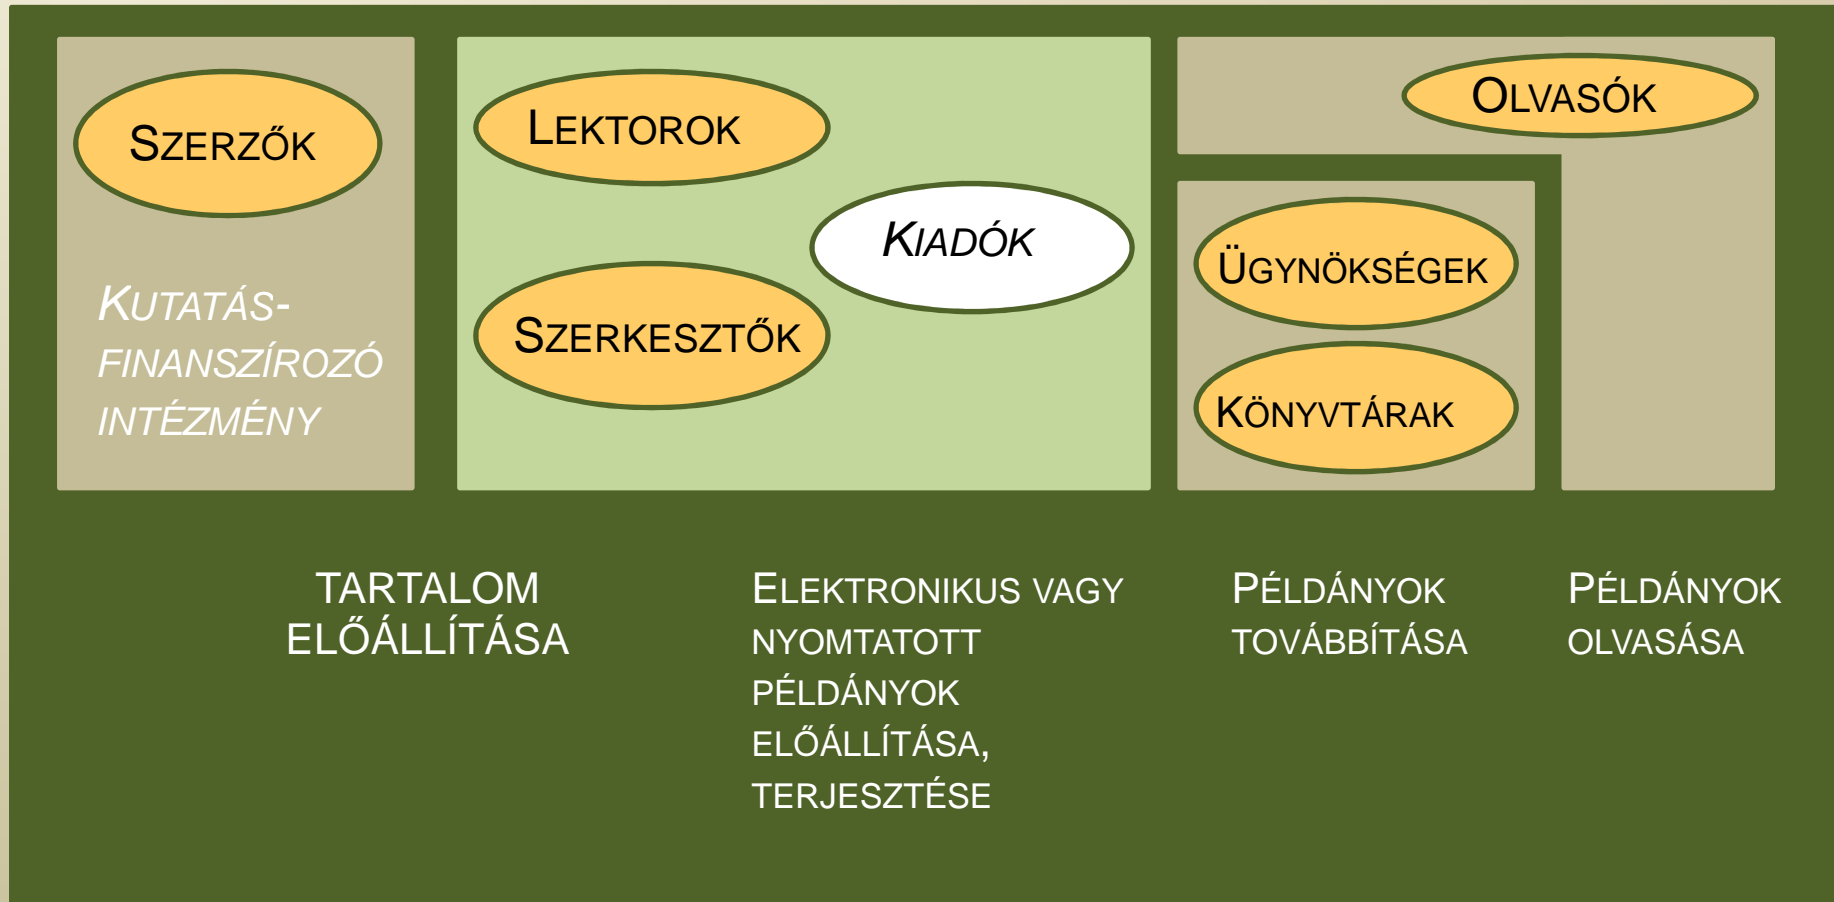 SZERZŐK
KUTATÁS-
FINANSZÍROZÓ
INTÉZMÉNY
LEKTOROK
KIADÓK
SZERKESZTŐK
OLVASÓK
ÜGYNÖKSÉGEK
KÖNYVTÁRAK
TARTALOM
ELŐÁLLÍTÁSA
ELEKTRONIKUS VAGY
NYOMTATOTT
PÉLDÁNYOK
ELŐÁLLÍTÁSA,
TERJESZTÉSE
PÉLDÁNYOK
TOVÁBBÍTÁSA
PÉLDÁNYOK
OLVASÁSA